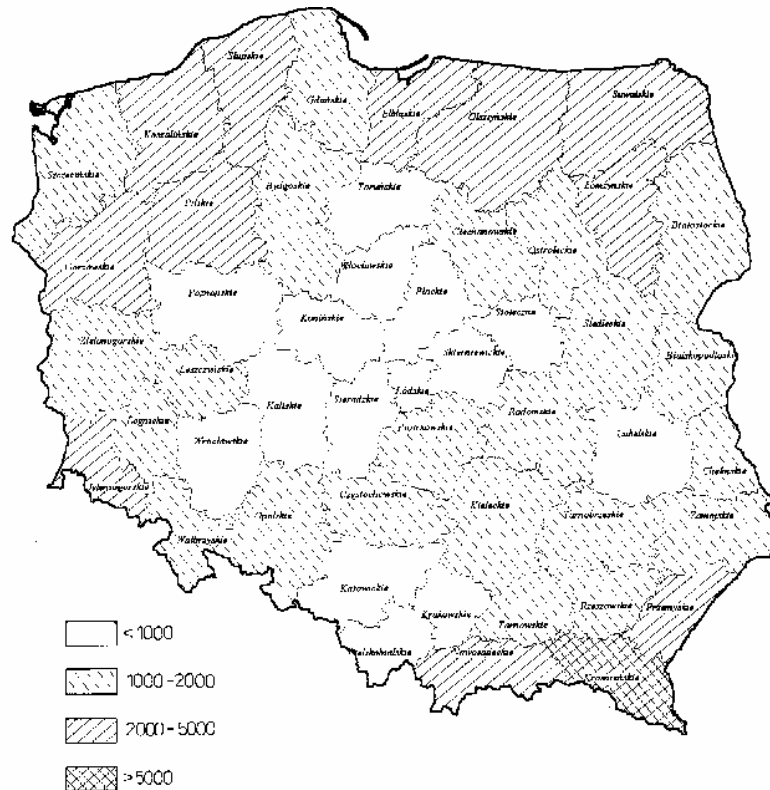 Słupskie
Gdańskie
Koszalińskie
Elbląskie
Olsztyńskie
Suwalskie
Szczecińskie
Bydgoskie
Toruńskie
Pilskie
Łomżyńskie
Ciechanowskie
Ostrołęckie
Białostockie
Gorzowskie
Włocławskie
Poznańskie
Płockie
Konińskie
Stołeczne
Siedleckie
Zielonogórskie
Skierniewickie
Bialskopodlaskie
Leszczyńskie
Kaliskie
Sieradzkie
Łódzkie
Radomskie
Legnickie
Piotrkowskie
Wrocławskie
Lubelskie
Chełmskie
Jeleniogórskie
Częstochowskie
Kieleckie
Opolskie
Tarnobrzeskie
Zamojskie
Wałbrzyskie
Katowickie
Krakowskie
Rzeszowskie
Przemyskie
Tarnowskie
Bielskobialskie
Nowosądeckie
Krośnieńskie
< 1000
1000-2000
2000-5000
> 5000